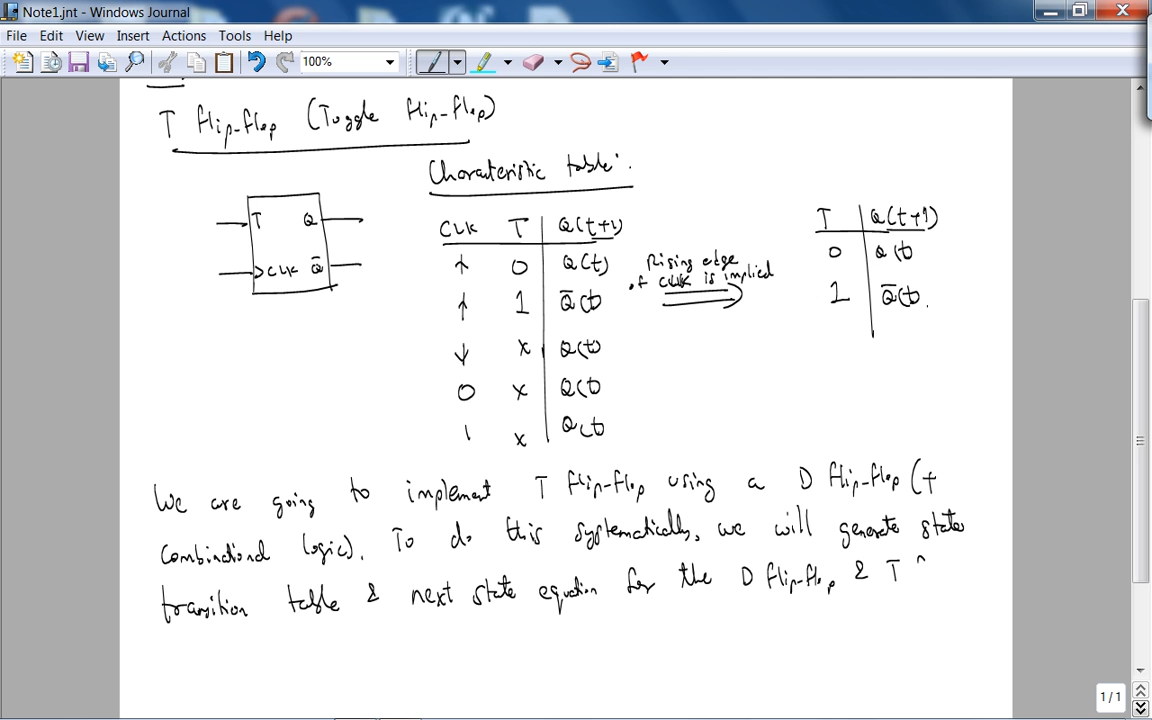 Note1.jnt - Windows Journal
File Edit View Insert Actions Tools Help
100%
T flip-flop (Toggle flip-flop)
Charateristic table:
T Q
CLK Q̅
CLK T Q(t+1)
↑ 0 Q(t)
↑ 1 Q̅(t)
↓ x Q(t)
0 x Q(t)
1 x Q(t)
Rising edge
of CLK is implied
T Q(t+1)
0 Q(t)
1 Q̅(t).
We are going to implement T flip-flop using a D flip-flop (+
combinational logic). To do this systematically, we will generate state
transition table & next state equation for the D flip-flop & T
1 / 1